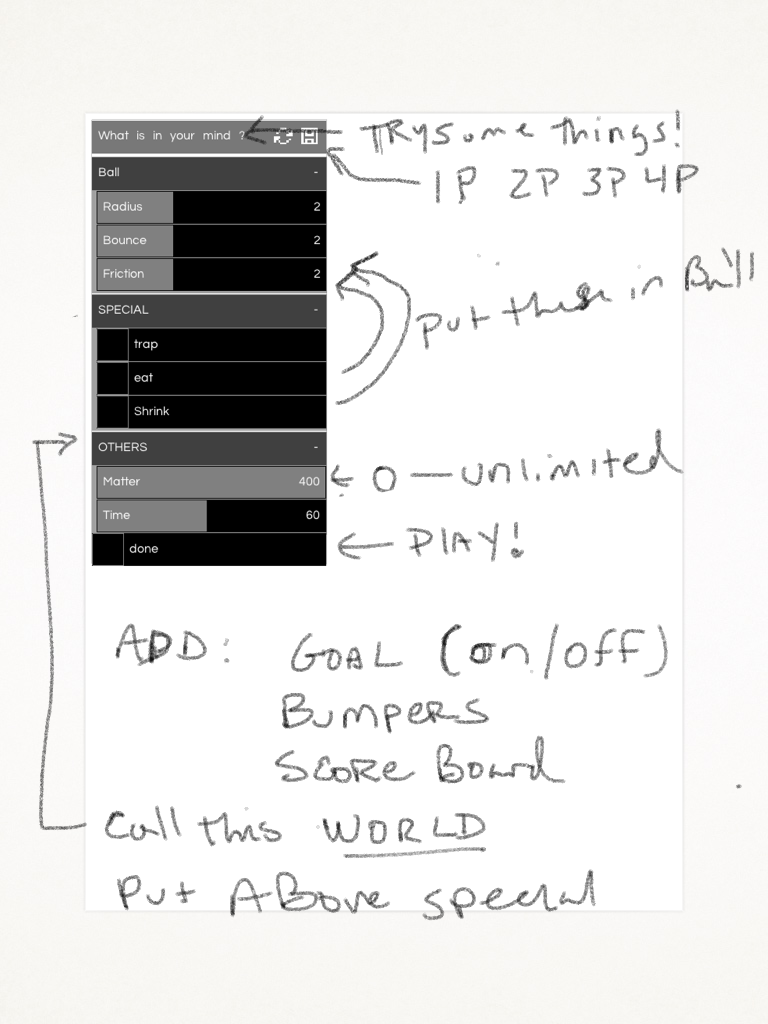 What is in your mind ?
TRY Some Things!
1P 2P 3P 4P
Ball -
Radius 2
Bounce 2
Friction 2
put these in Ball
SPECIAL -
trap
eat
Shrink
OTHERS -
Matter 400
0 — unlimited
Time 60
done
PLAY!
ADD: GOAL (on/off)
BUMPERS
SCORE Board
Call this WORLD
Put ABove special